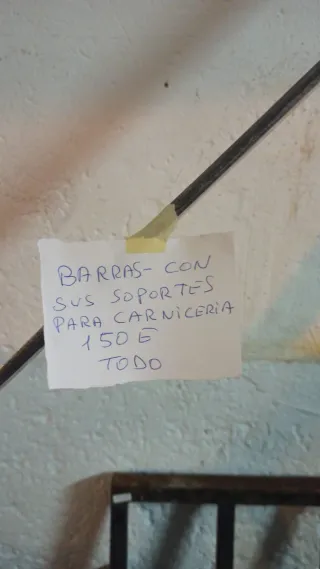 BARRAS- CON
SUS SOPORTES
PARA CARNICERIA
150 E
TODO